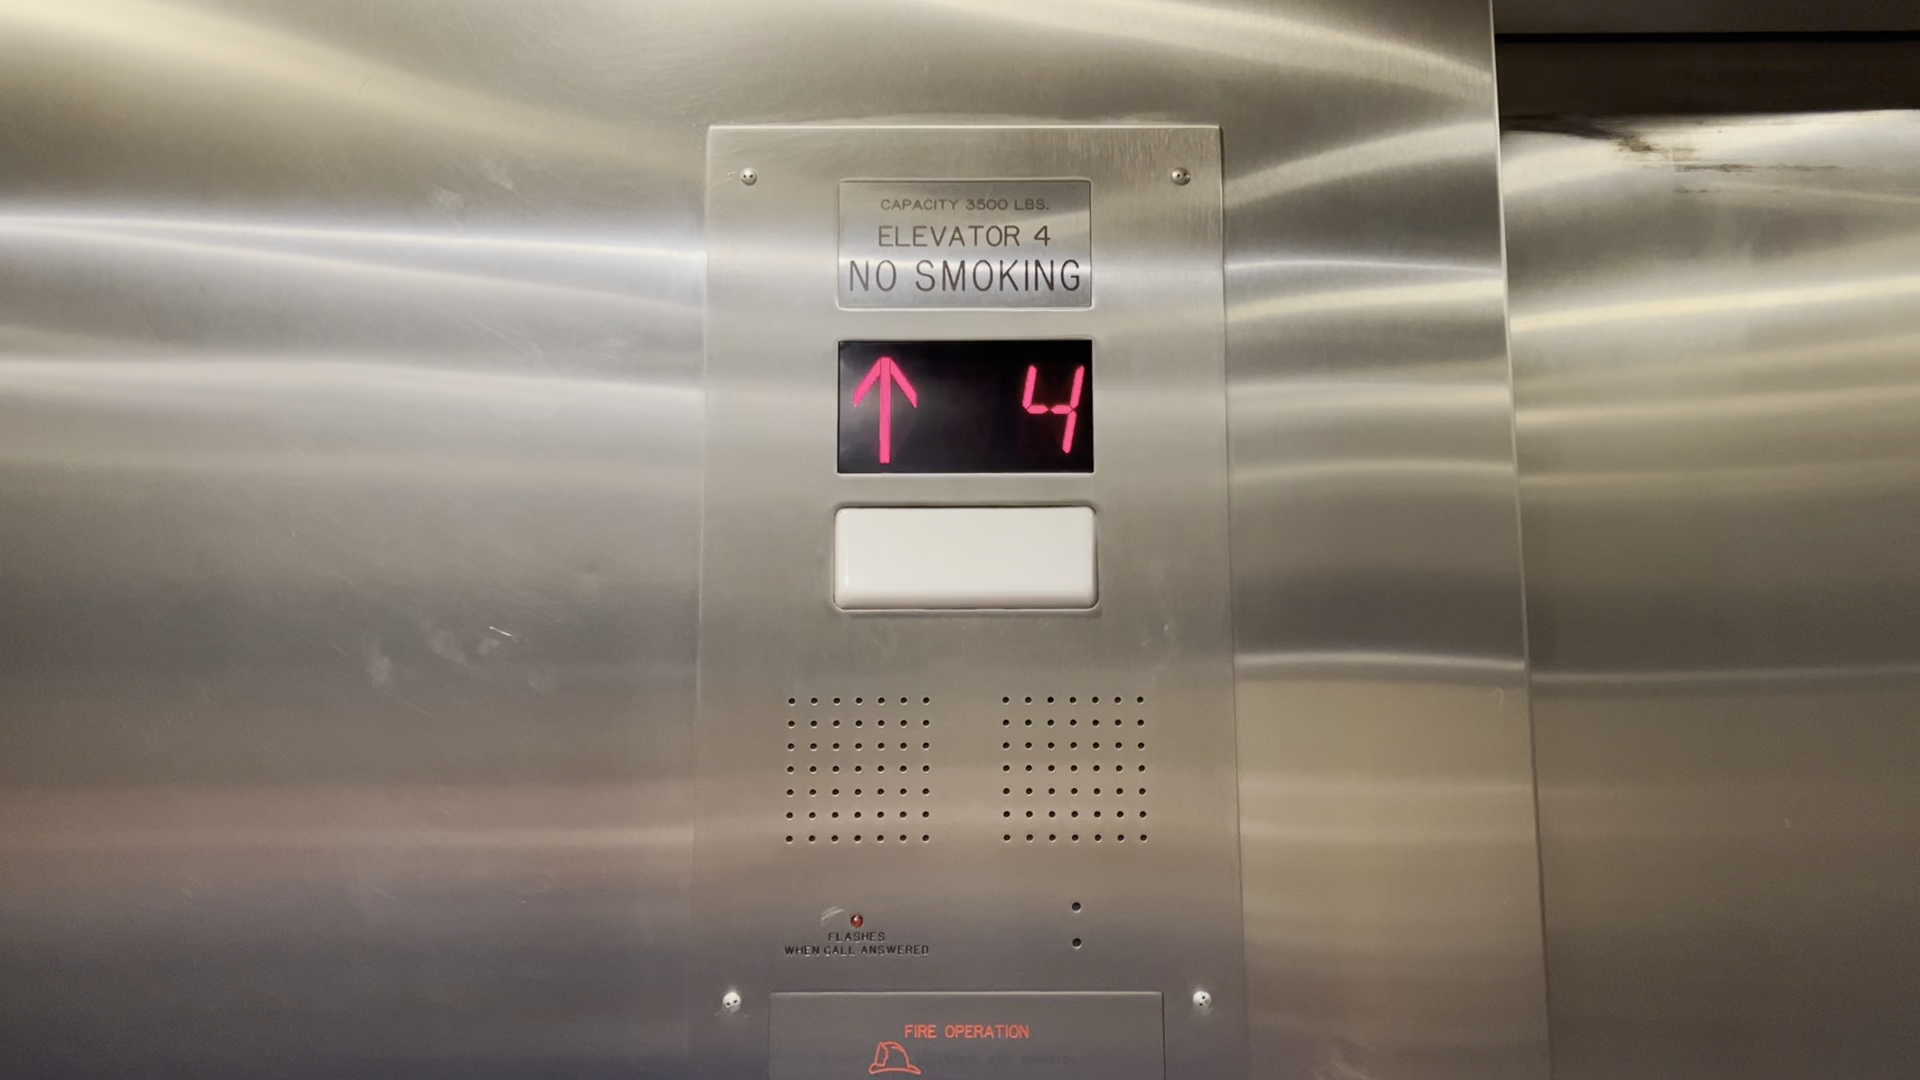 CAPACITY 3500 LBS.
ELEVATOR 4
NO SMOKING
↑ 4
FLASHES
WHEN CALL ANSWERED
FIRE OPERATION